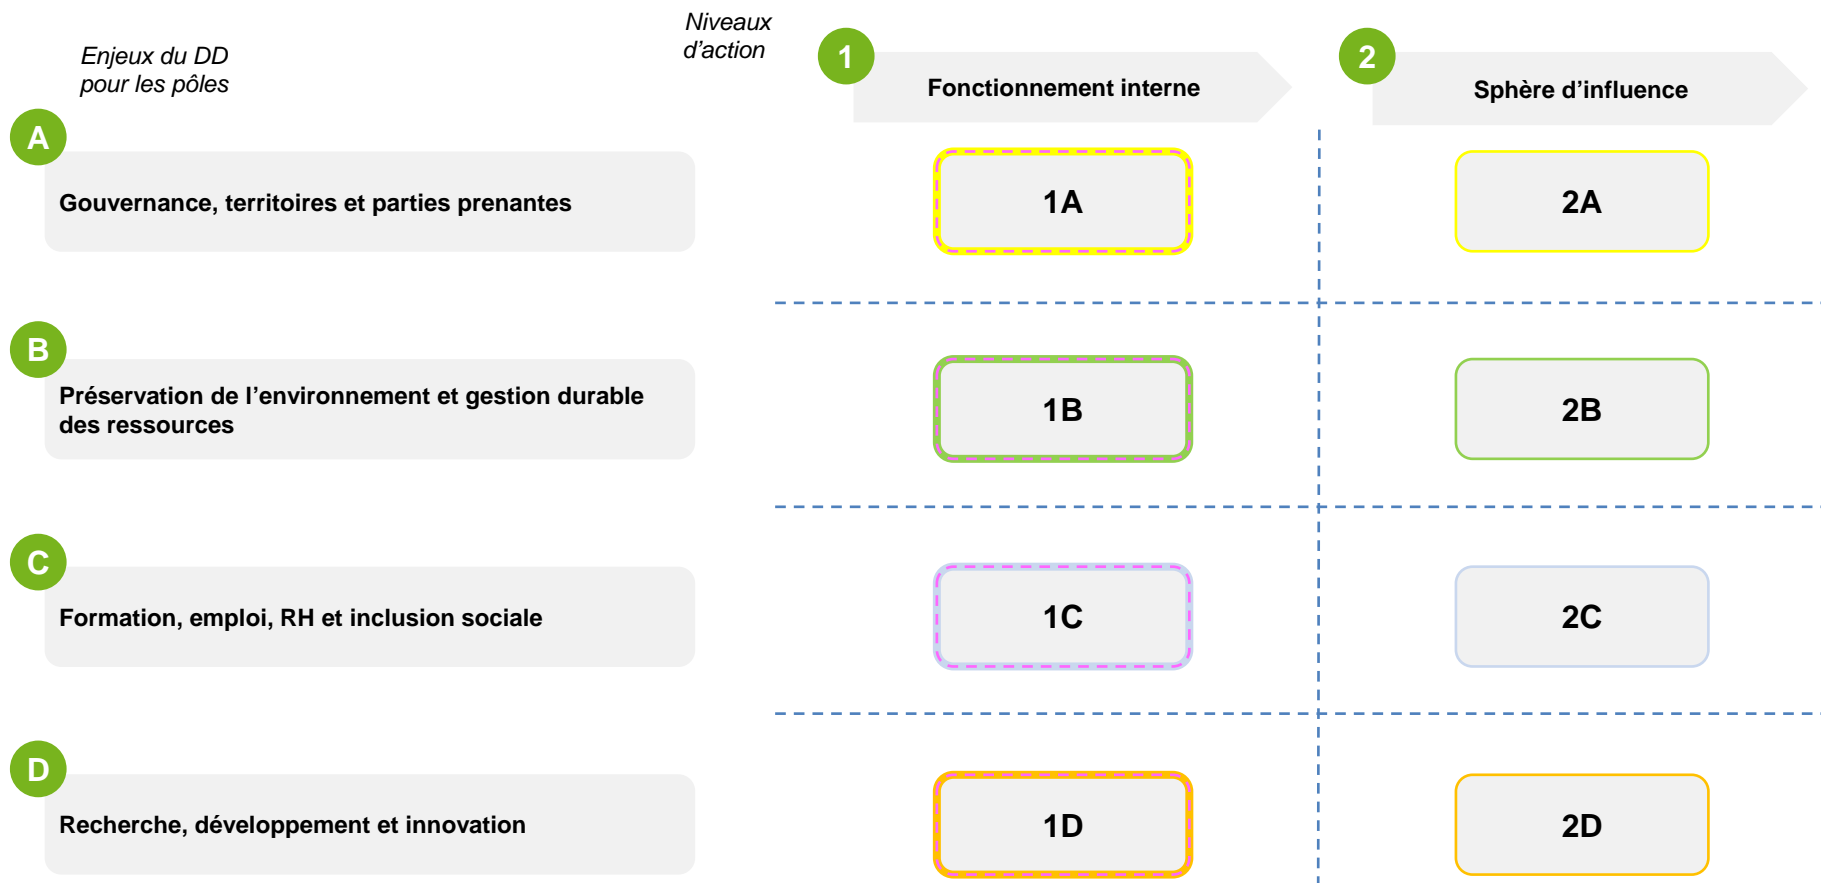 Enjeux du DD
pour les pôles
Niveaux
d’action
1
Fonctionnement interne
2
Sphère d’influence
A
Gouvernance, territoires et parties prenantes
1A
2A
B
Préservation de l’environnement et gestion durable
des ressources
1B
2B
C
Formation, emploi, RH et inclusion sociale
1C
2C
D
Recherche, développement et innovation
1D
2D